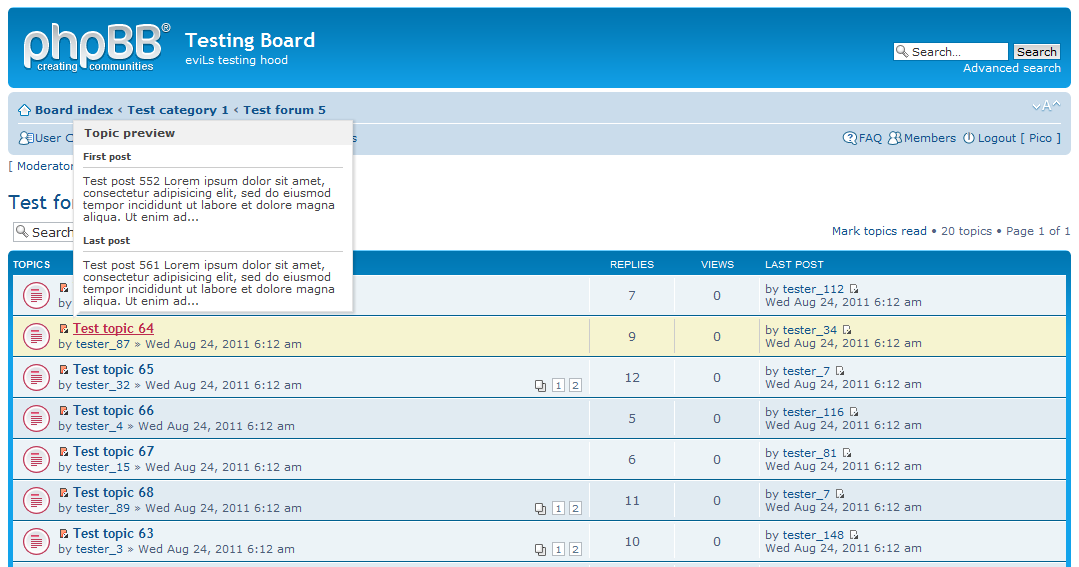 phpBB®
creating communities
Testing Board
eviLs testing hood
Search... Search
Advanced search
Board index ‹ Test category 1 ‹ Test forum 5
A
User C
FAQ Members Logout [ Pico ]
Topic preview
First post
Test post 552 Lorem ipsum dolor sit amet,
consectetur adipisicing elit, sed do eiusmod
tempor incididunt ut labore et dolore magna
aliqua. Ut enim ad...
Last post
Test post 561 Lorem ipsum dolor sit amet,
consectetur adipisicing elit, sed do eiusmod
tempor incididunt ut labore et dolore magna
aliqua. Ut enim ad...
[ Moderator
Test fo
Search
Mark topics read • 20 topics • Page 1 of 1
TOPICS REPLIES VIEWS LAST POST
by
7 0 by tester_112
Wed Aug 24, 2011 6:12 am
Test topic 64
by tester_87 » Wed Aug 24, 2011 6:12 am
9 0 by tester_34
Wed Aug 24, 2011 6:12 am
Test topic 65
by tester_32 » Wed Aug 24, 2011 6:12 am 1 2
12 0 by tester_7
Wed Aug 24, 2011 6:12 am
Test topic 66
by tester_4 » Wed Aug 24, 2011 6:12 am
5 0 by tester_116
Wed Aug 24, 2011 6:12 am
Test topic 67
by tester_15 » Wed Aug 24, 2011 6:12 am
6 0 by tester_81
Wed Aug 24, 2011 6:12 am
Test topic 68
by tester_89 » Wed Aug 24, 2011 6:12 am 1 2
11 0 by tester_7
Wed Aug 24, 2011 6:12 am
Test topic 63
by tester_3 » Wed Aug 24, 2011 6:12 am 1 2
10 0 by tester_148
Wed Aug 24, 2011 6:12 am